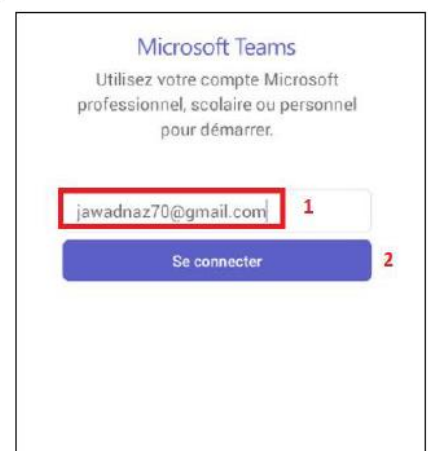 Microsoft Teams
Utilisez votre compte Microsoft
professionnel, scolaire ou personnel
pour démarrer.
jawadnaz70@gmail.com 1
Se connecter 2